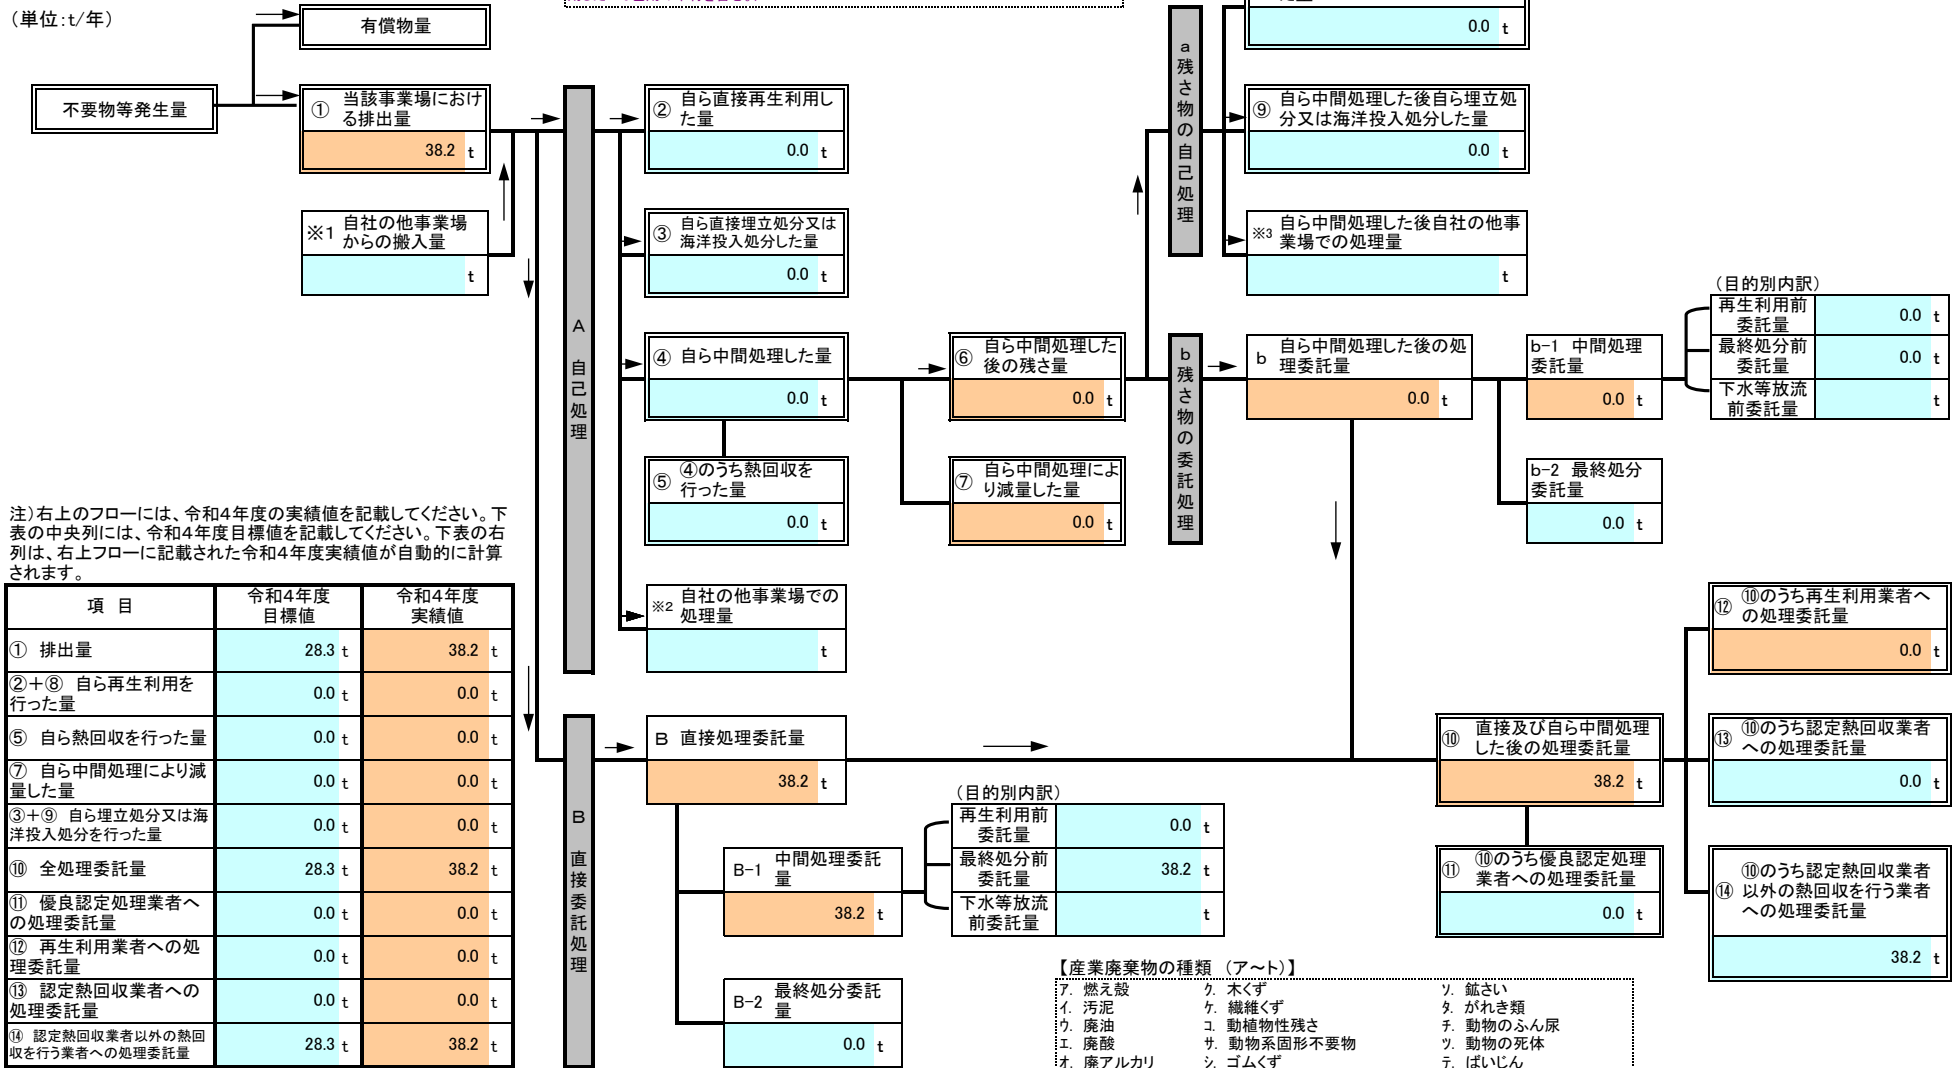 (単位:t/年)
有償物量
不要物等発生量
① 当該事業場におけ
る排出量
38.2 t
※1 自社の他事業場
からの搬入量
t
A 自己処理
② 自ら直接再生利用し
た量
0.0 t
③ 自ら直接埋立処分又は
海洋投入処分した量
0.0 t
④ 自ら中間処理した量
0.0 t
⑤ ④のうち熱回収を
行った量
0.0 t
※2 自社の他事業場での
処理量
t
⑥ 自ら中間処理した
後の残さ量
0.0 t
⑦ 自ら中間処理によ
り減量した量
0.0 t
a 残さ物の自己処理
0.0 t
⑨ 自ら中間処理した後自ら埋立処
分又は海洋投入処分した量
0.0 t
※3 自ら中間処理した後自社の他事
業場での処理量
t
b 残さ物の委託処理
b 自ら中間処理した後の処
理委託量
0.0 t
b-1 中間処理
委託量
0.0 t
b-2 最終処分
委託量
0.0 t
(目的別内訳)
再生利用前
委託量
0.0 t
最終処分前
委託量
0.0 t
下水等放流
前委託量
t
注)右上のフローには、令和4年度の実績値を記載してください。下
表の中央列には、令和4年度目標値を記載してください。下表の右
列は、右上フローに記載された令和4年度実績値が自動的に計算
されます。
項 目 令和4年度
目標値 令和4年度
実績値
① 排出量 28.3 t 38.2 t
②+⑧ 自ら再生利用を
行った量 0.0 t 0.0 t
⑤ 自ら熱回収を行った量 0.0 t 0.0 t
⑦ 自ら中間処理により減
量した量 0.0 t 0.0 t
③+⑨ 自ら埋立処分又は海
洋投入処分を行った量 0.0 t 0.0 t
⑩ 全処理委託量 28.3 t 38.2 t
⑪ 優良認定処理業者へ
の処理委託量 0.0 t 0.0 t
⑫ 再生利用業者への処
理委託量 0.0 t 0.0 t
⑬ 認定熱回収業者への
処理委託量 0.0 t 0.0 t
⑭ 認定熱回収業者以外の熱回
収を行う業者への処理委託量 28.3 t 38.2 t
B 直接委託処理
B 直接処理委託量
38.2 t
B-1 中間処理委託
量
38.2 t
B-2 最終処分委託
量
0.0 t
(目的別内訳)
再生利用前
委託量
0.0 t
最終処分前
委託量
38.2 t
下水等放流
前委託量
t
⑩ 直接及び自ら中間処理
した後の処理委託量
38.2 t
⑪ ⑩のうち優良認定処理
業者への処理委託量
0.0 t
⑫ ⑩のうち再生利用業者へ
の処理委託量
0.0 t
⑬ ⑩のうち認定熱回収業者
への処理委託量
0.0 t
⑭ ⑩のうち認定熱回収業者
以外の熱回収を行う業者
への処理委託量
38.2 t
【産業廃棄物の種類 (ア~ト)】
ア. 燃え殻 ク. 木くず ソ. 鉱さい
イ. 汚泥 ケ. 繊維くず タ. がれき類
ウ. 廃油 コ. 動植物性残さ チ. 動物のふん尿
エ. 廃酸 サ. 動物系固形不要物 ツ. 動物の死体
オ. 廃アルカリ シ. ゴムくず テ. ばいじん